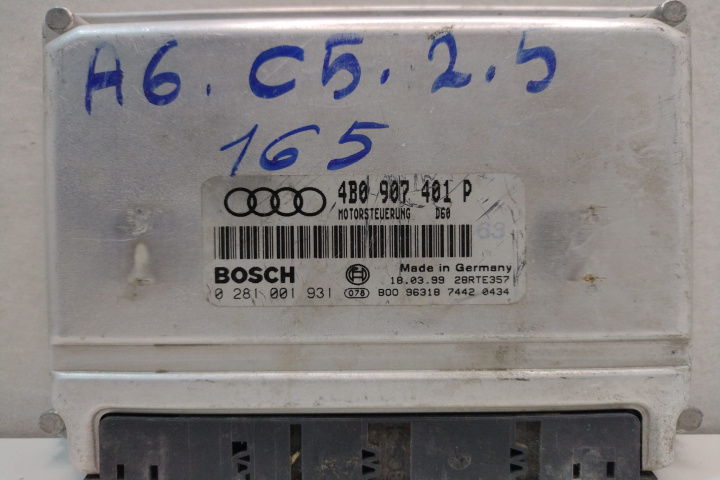 A6. C5. 2.5
165
4B0 907 401 P
MOTORSTEUERUNG D60
63
BOSCH
Made in Germany
18.03.99 28RTE357
0 281 001 931 078 B00 96318 7442 0434